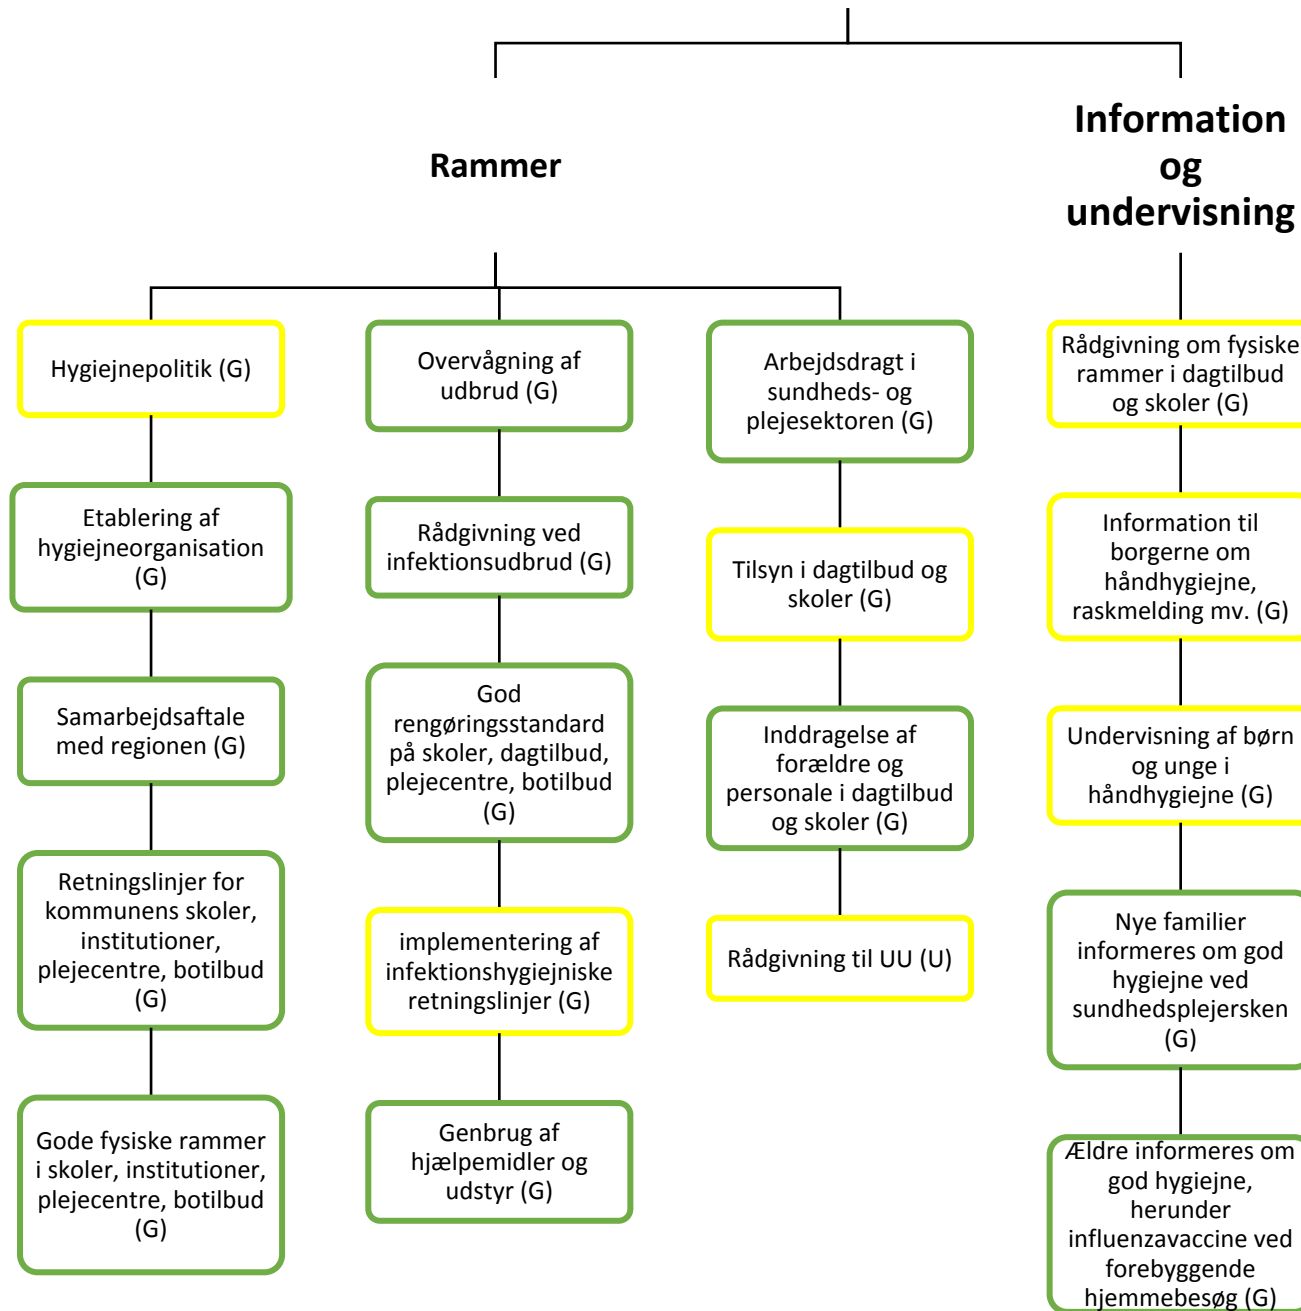 Rammer
Information
og
undervisning
Hygiejnepolitik (G)
Etablering af
hygiejneorganisation
(G)
Samarbejdsaftale
med regionen (G)
Retningslinjer for
kommunens skoler,
institutioner,
plejecentre, botilbud
(G)
Gode fysiske rammer
i skoler, institutioner,
plejecentre, botilbud
(G)
Overvågning af
udbrud (G)
Rådgivning ved
infektionsudbrud (G)
God
rengøringsstandard
på skoler, dagtilbud,
plejecentre, botilbud
(G)
implementering af
infektionshygiejniske
retningslinjer (G)
Genbrug af
hjælpemidler og
udstyr (G)
Arbejdsdragt i
sundheds- og
plejesektoren (G)
Tilsyn i dagtilbud og
skoler (G)
Inddragelse af
forældre og
personale i dagtilbud
og skoler (G)
Rådgivning til UU (U)
Rådgivning om fysiske
rammer i dagtilbud
og skoler (G)
Information til
borgerne om
håndhygiejne,
raskmelding mv. (G)
Undervisning af børn
og unge i
håndhygiejne (G)
Nye familier
informeres om god
hygiejne ved
sundhedsplejersken
(G)
Ældre informeres om
god hygiejne,
herunder
influenzavaccine ved
forebyggende
hjemmebesøg (G)